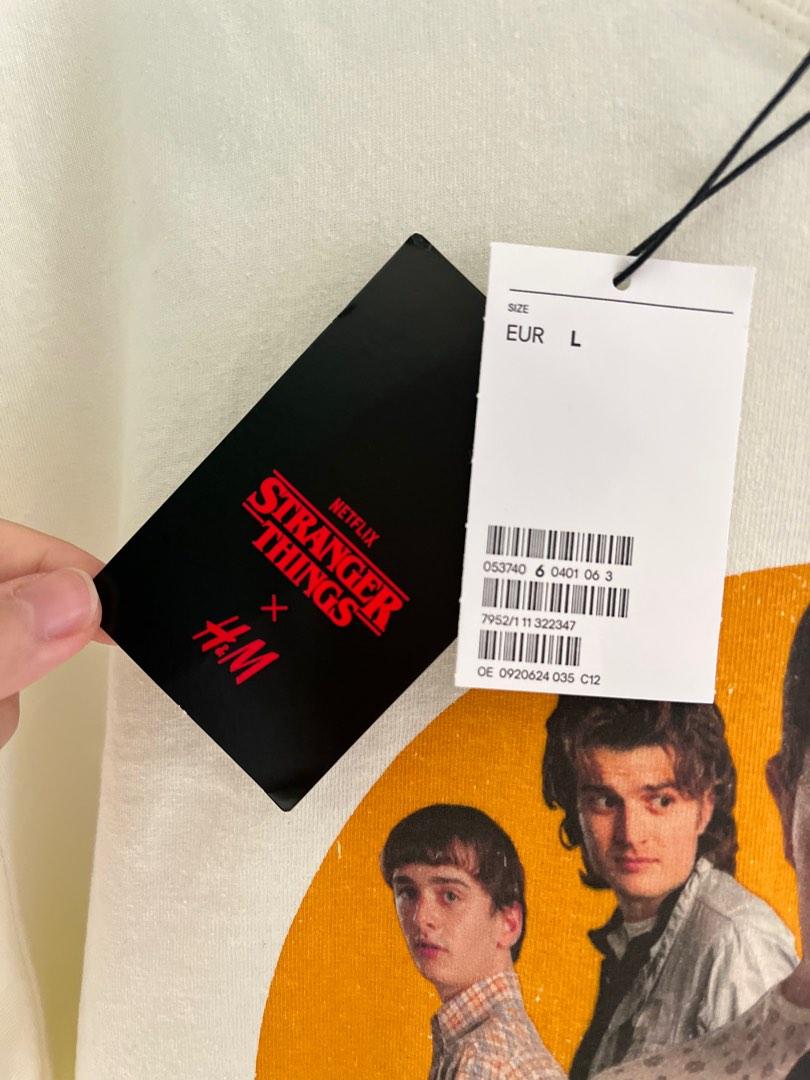 NETFLIX
STRANGER
THINGS
×
H&M
SIZE
EUR L
053740 6 0401 06 3
7952/1 11 322347
OE 0920624 035 C12